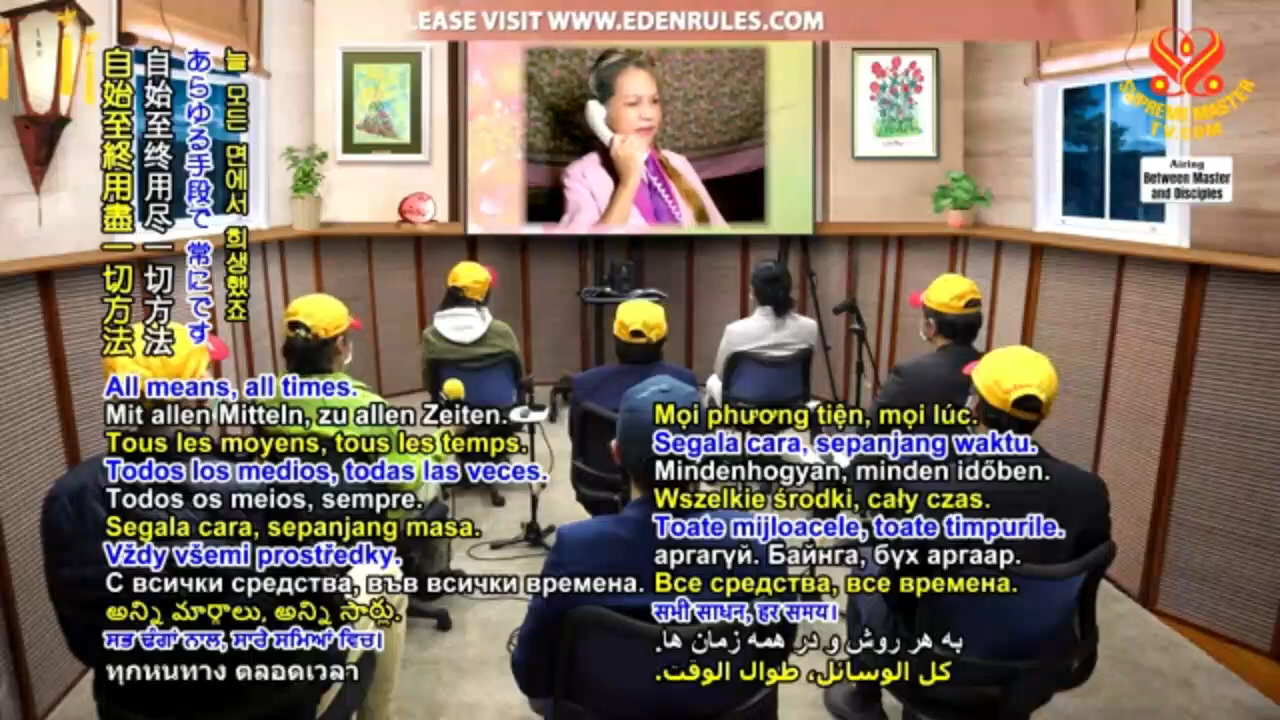 LEASE VISIT WWW.EDENRULES.COM
SUPREME MASTER
TV.COM
Airing
Between Master
and Disciples
늘 모든 면에서 희생했죠
あらゆる手段で 常にです
自始至终用尽一切方法
自始至終用盡一切方法
All means, all times.
Mit allen Mitteln, zu allen Zeiten.
Tous les moyens, tous les temps.
Todos los medios, todas las veces.
Todos os meios, sempre.
Segala cara, sepanjang masa.
Vždy všemi prostředky.
С всички средства, във всички времена.
అన్ని మార్గాలు, అన్ని సార్లు.
ਸਭ ਢੰਗਾਂ ਨਾਲ, ਸਾਰੇ ਸਮਿਆਂ ਵਿਚ।
ทุกหนทาง ตลอดเวลา
Mọi phương tiện, mọi lúc.
Segala cara, sepanjang waktu.
Mindenhogyan, minden időben.
Wszelkie środki, cały czas.
Toate mijloacele, toate timpurile.
аргагүй. Байнга, бүх аргаар.
Все средства, все времена.
सभी साधन, हर समय।
به هر روش و در همه زمان ها.
كل الوسائل، طوال الوقت.